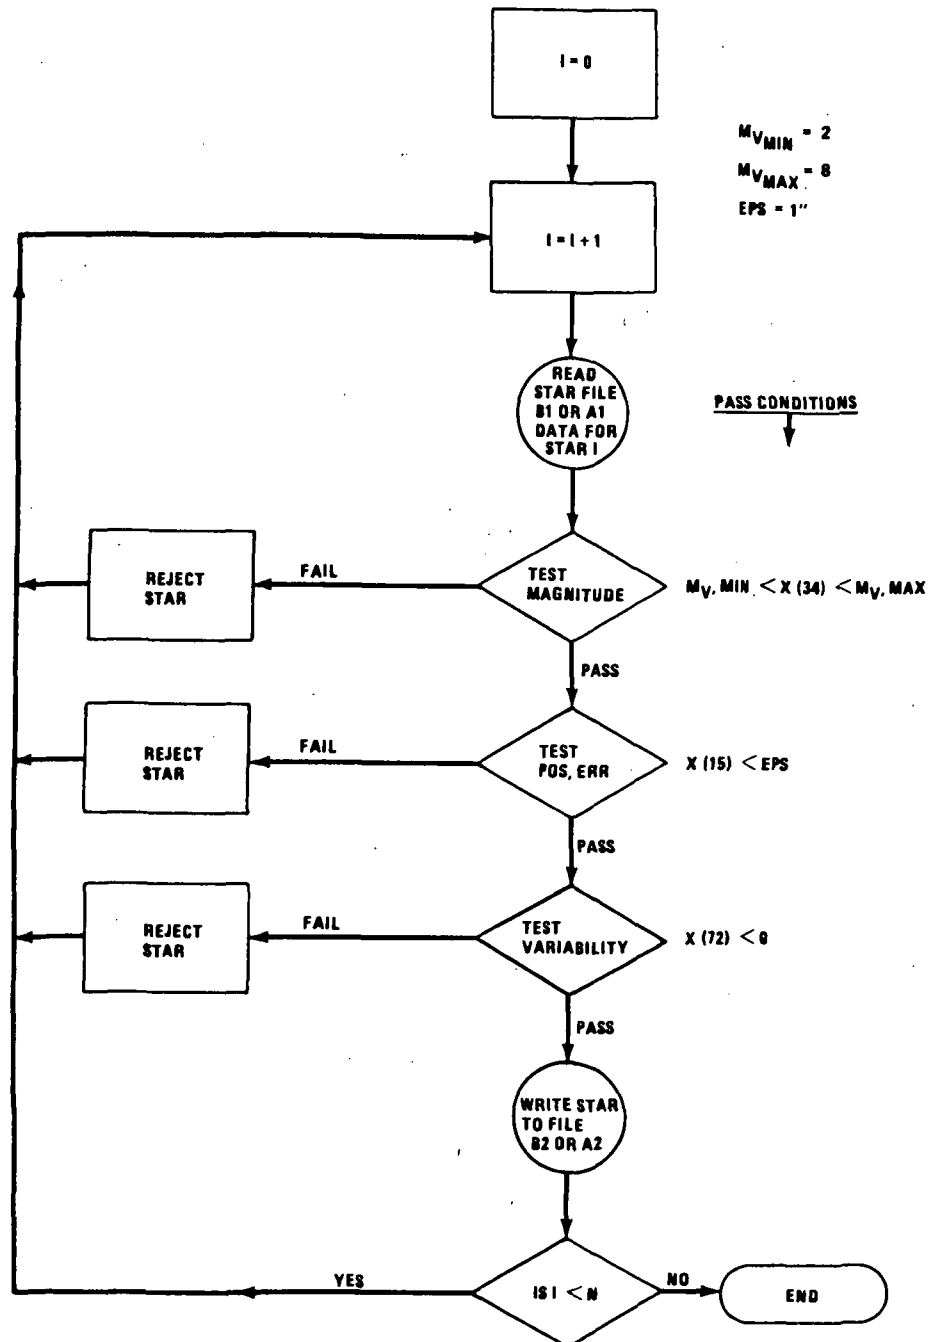 I = 0
MVMIN = 2
MVMAX = 8
EPS = 1"
I = I + 1
READ
STAR FILE
B1 OR A1
DATA FOR
STAR I
PASS CONDITIONS
REJECT
STAR
FAIL
TEST
MAGNITUDE
MV, MIN < X (34) < MV, MAX
PASS
REJECT
STAR
FAIL
TEST
POS, ERR
X (15) < EPS
PASS
REJECT
STAR
FAIL
TEST
VARIABILITY
X (72) <
PASS
WRITE STAR
TO FILE
B2 OR A2
YES
IS I < N
NO
END